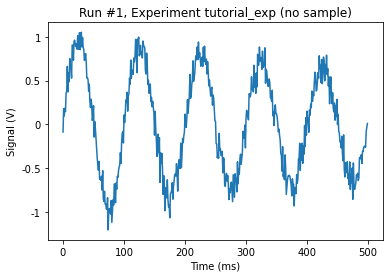 Run #1, Experiment tutorial_exp (no sample)
1
0.5
0
-0.5
-1
Signal (V)
0 100 200 300 400 500
Time (ms)